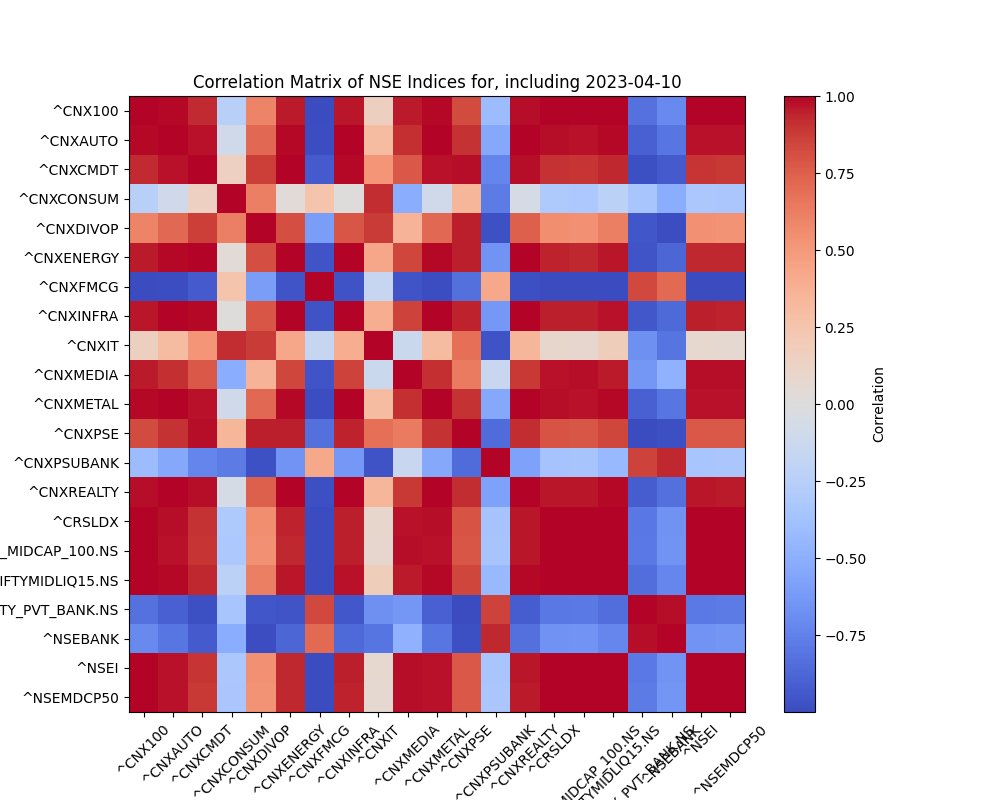 Correlation Matrix of NSE Indices for, including 2023-04-10
^CNX100
^CNXAUTO
^CNXCMDT
^CNXCONSUM
^CNXDIVOP
^CNXENERGY
^CNXFMCG
^CNXINFRA
^CNXIT
^CNXMEDIA
^CNXMETAL
^CNXPSE
^CNXPSUBANK
^CNXREALTY
^CRSLDX
_MIDCAP_100.NS
IFTYMIDLIQ15.NS
TY_PVT_BANK.NS
^NSEBANK
^NSEI
^NSEMDCP50
^CNX100
^CNXAUTO
^CNXCMDT
^CNXCONSUM
^CNXDIVOP
^CNXENERGY
^CNXFMCG
^CNXINFRA
^CNXIT
^CNXMEDIA
^CNXMETAL
^CNXPSE
^CNXPSUBANK
^CNXREALTY
^CRSLDX
MIDCAP_100.NS
TYMIDLIQ15.NS
PVT_BANK.NS
^NSEBANK
^NSEI
^NSEMDCP50
1.00
0.75
0.50
0.25
0.00
−0.25
−0.50
−0.75
Correlation